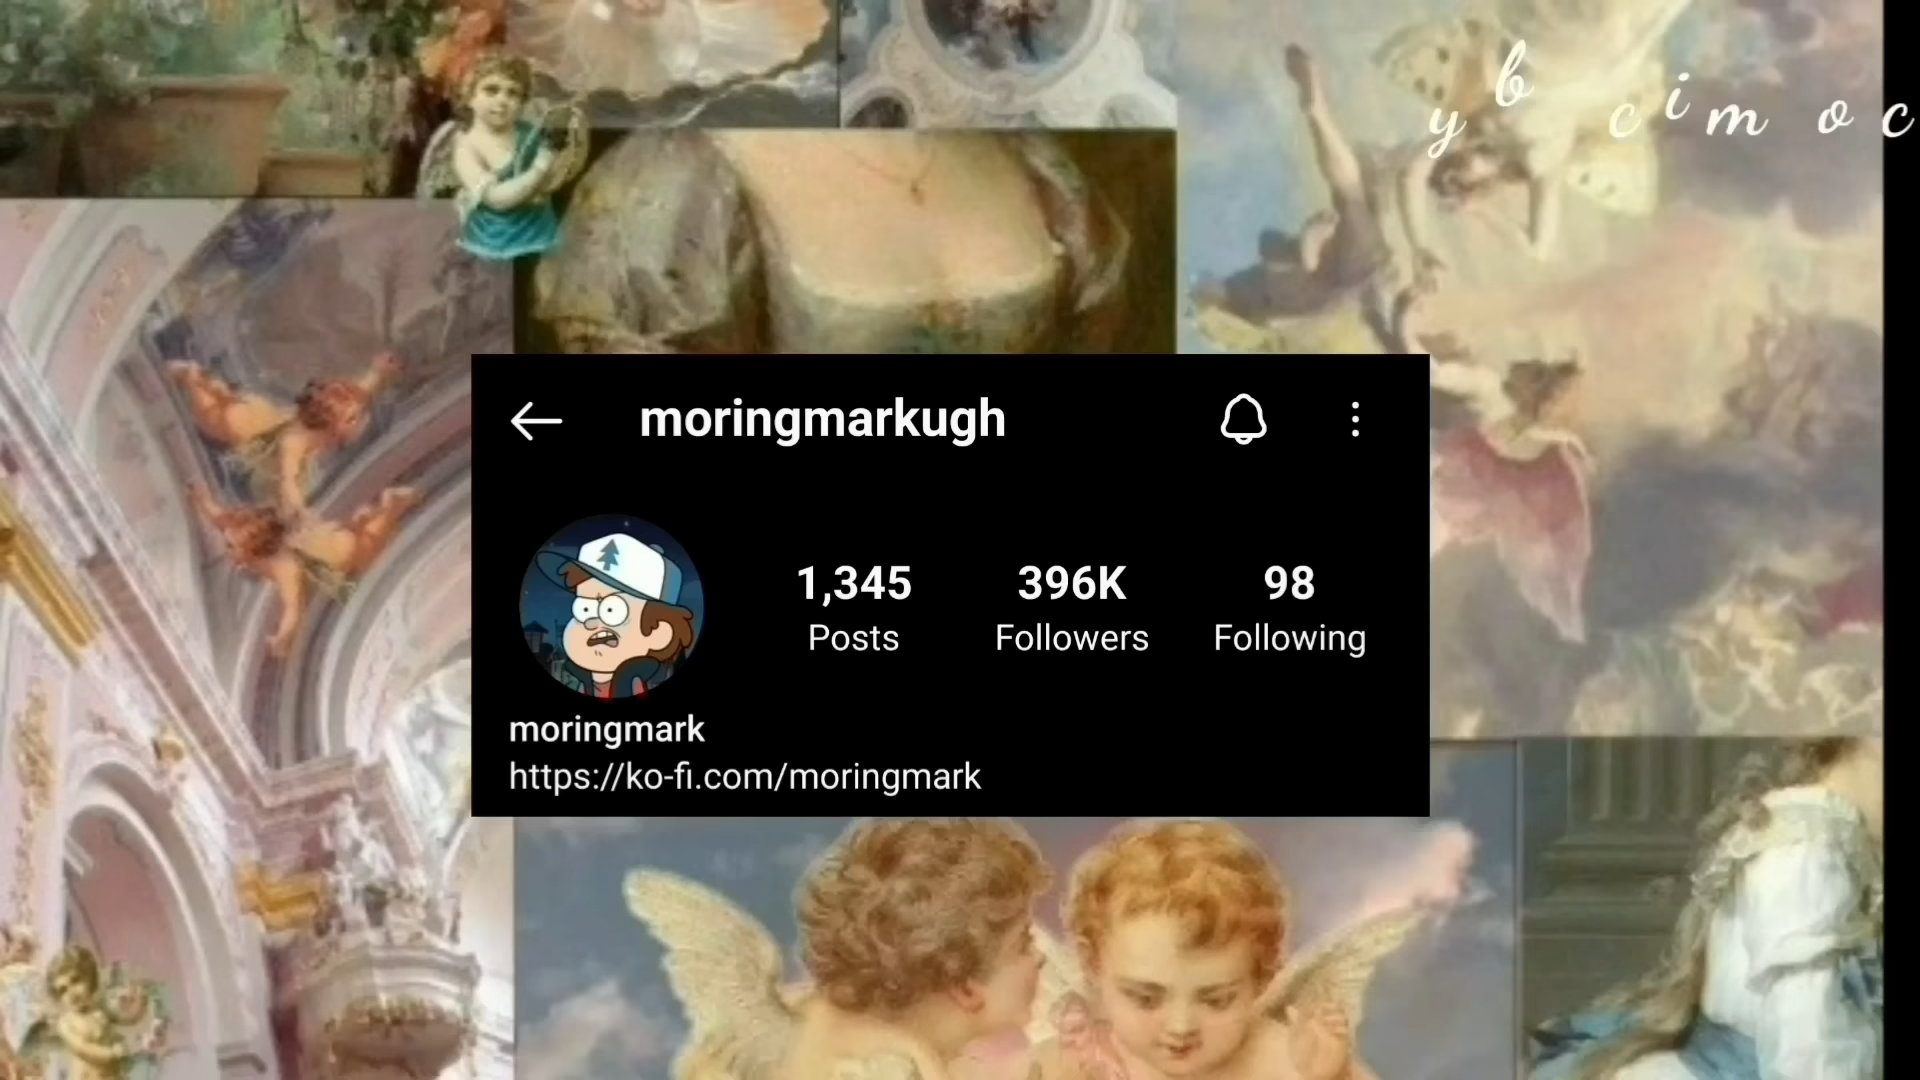 y b c i m o c
moringmarkugh
1,345 396K 98
Posts Followers Following
moringmark
https://ko-fi.com/moringmark